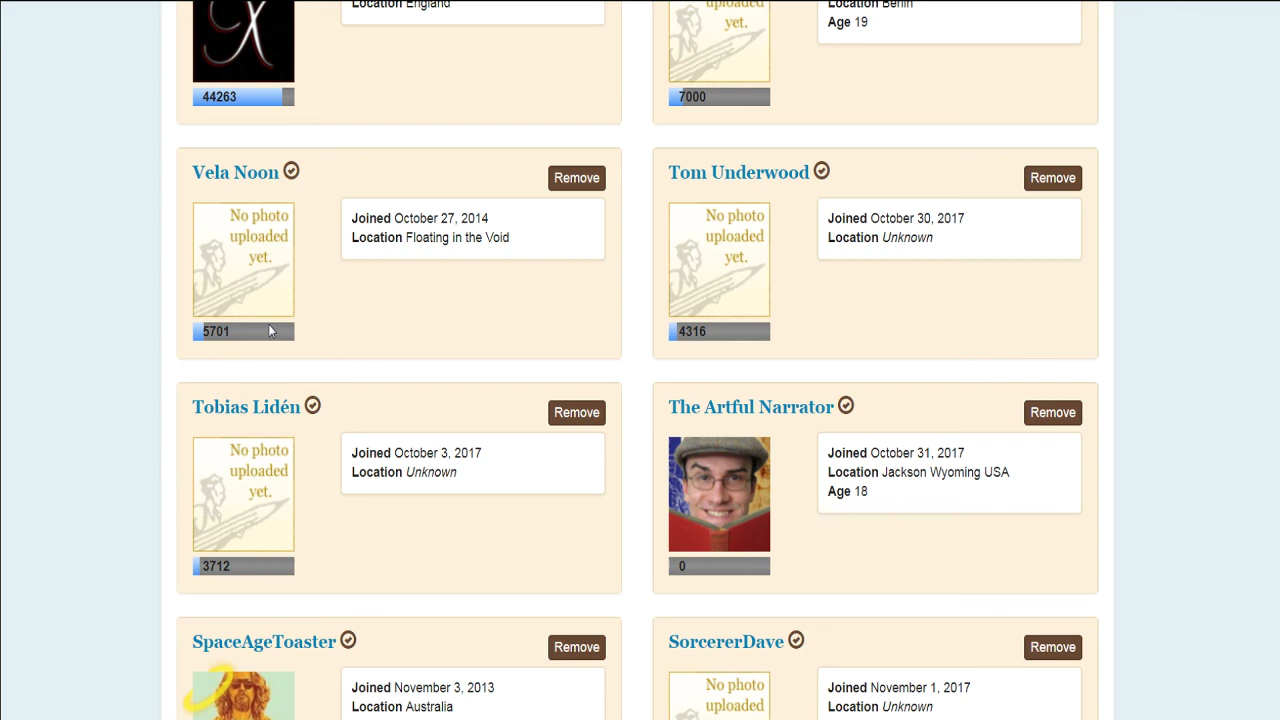 Location England
44263
Location Berlin
Age 19
yet.
7000
Vela Noon
Remove
No photo
uploaded
yet.
Joined October 27, 2014
Location Floating in the Void
5701
Tom Underwood
Remove
No photo
uploaded
yet.
Joined October 30, 2017
Location Unknown
4316
Tobias Lidén
Remove
No photo
uploaded
yet.
Joined October 3, 2017
Location Unknown
3712
The Artful Narrator
Remove
Joined October 31, 2017
Location Jackson Wyoming USA
Age 18
0
SpaceAgeToaster
Remove
Joined November 3, 2013
Location Australia
SorcererDave
Remove
No photo
uploaded
Joined November 1, 2017
Location Unknown